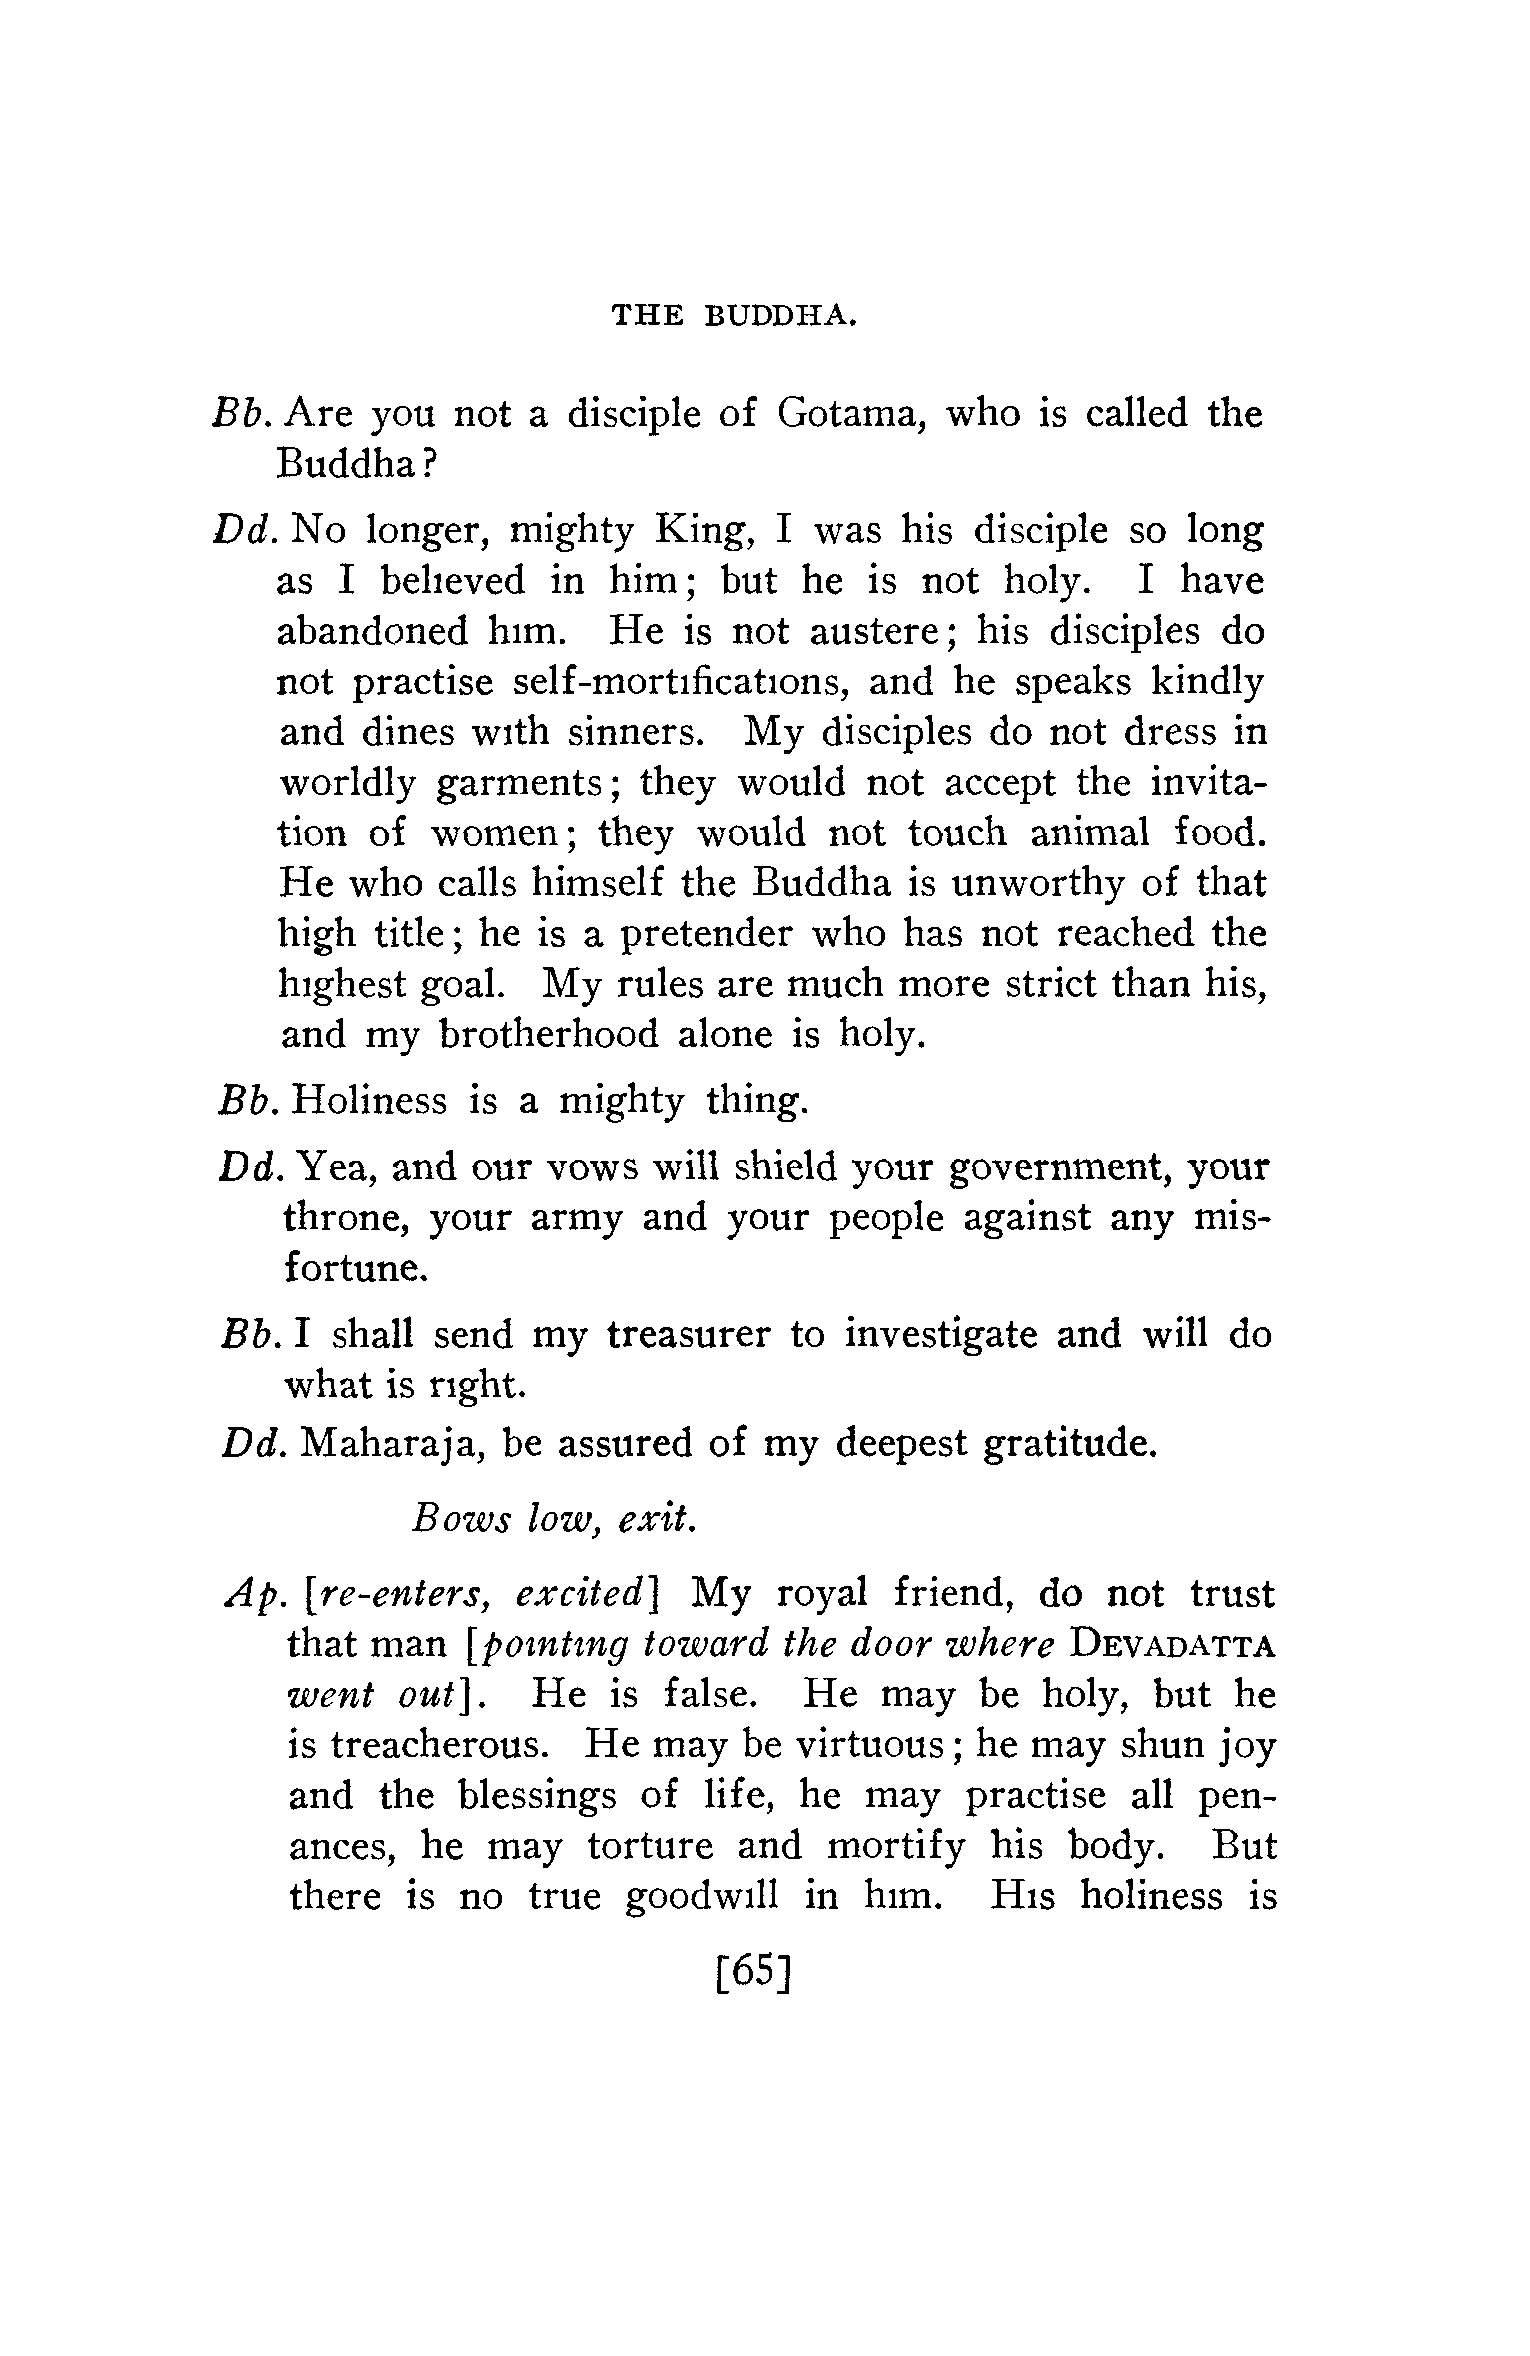 THE BUDDHA.
Bb. Are you not a disciple of Gotama, who is called the
Buddha?
Dd. No longer, mighty King, I was his disciple so long
as I believed in him; but he is not holy. I have
abandoned him. He is not austere; his disciples do
not practise self-mortifications, and he speaks kindly
and dines with sinners. My disciples do not dress in
worldly garments; they would not accept the invita-
tion of women; they would not touch animal food.
He who calls himself the Buddha is unworthy of that
high title; he is a pretender who has not reached the
highest goal. My rules are much more strict than his,
and my brotherhood alone is holy.
Bb. Holiness is a mighty thing.
Dd. Yea, and our vows will shield your government, your
throne, your army and your people against any mis-
fortune.
Bb. I shall send my treasurer to investigate and will do
what is right.
Dd. Maharaja, be assured of my deepest gratitude.
Bows low, exit.
Ap. [re-enters, excited] My royal friend, do not trust
that man [pointing toward the door where DEVADATTA
went out]. He is false. He may be holy, but he
is treacherous. He may be virtuous; he may shun joy
and the blessings of life, he may practise all pen-
ances, he may torture and mortify his body. But
there is no true goodwill in him. His holiness is
[65]